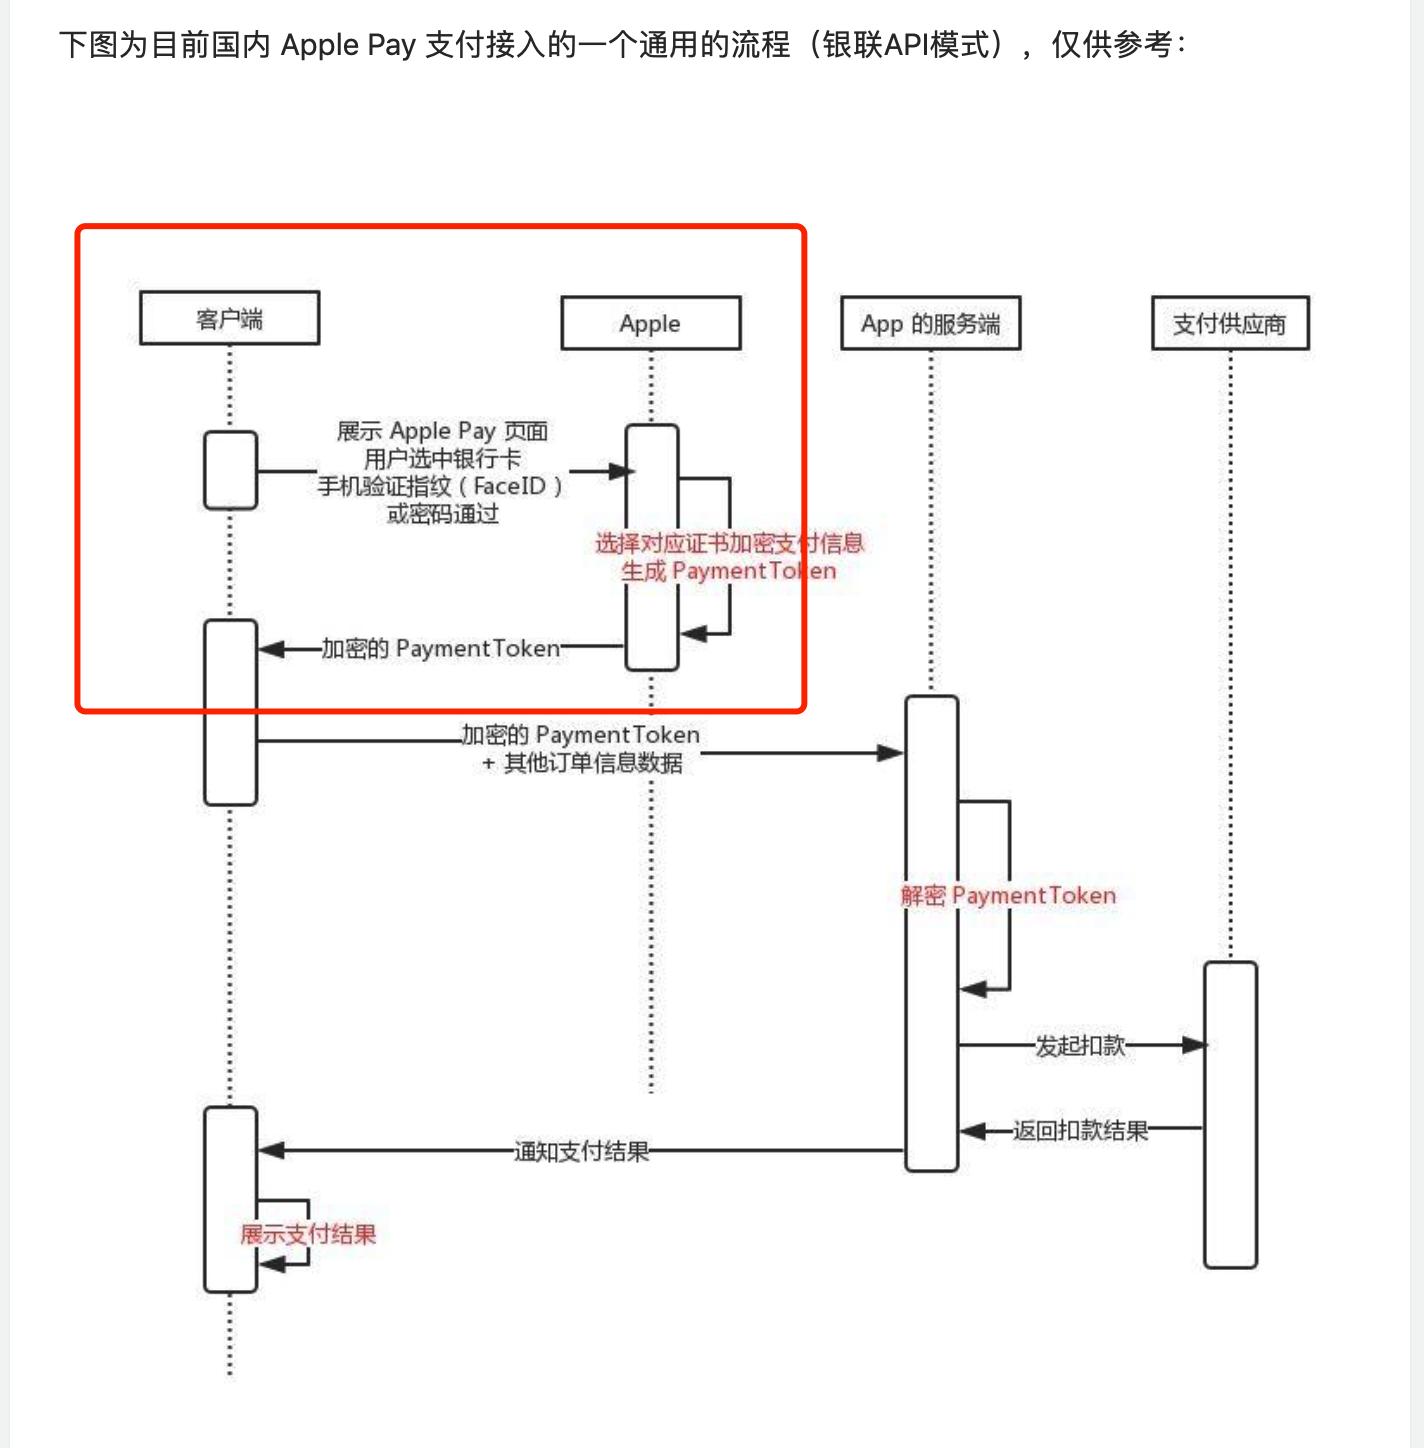 下图为目前国内 Apple Pay 支付接入的一个通用的流程（银联API模式），仅供参考：
客户端
Apple
App 的服务端
支付供应商
展示 Apple Pay 页面
用户选中银行卡
手机验证指纹（FaceID）
或密码通过
选择对应证书加密支付信息
生成 PaymentToken
加密的 PaymentToken
加密的 PaymentToken
+ 其他订单信息数据
解密 PaymentToken
发起扣款
返回扣款结果
通知支付结果
展示支付结果